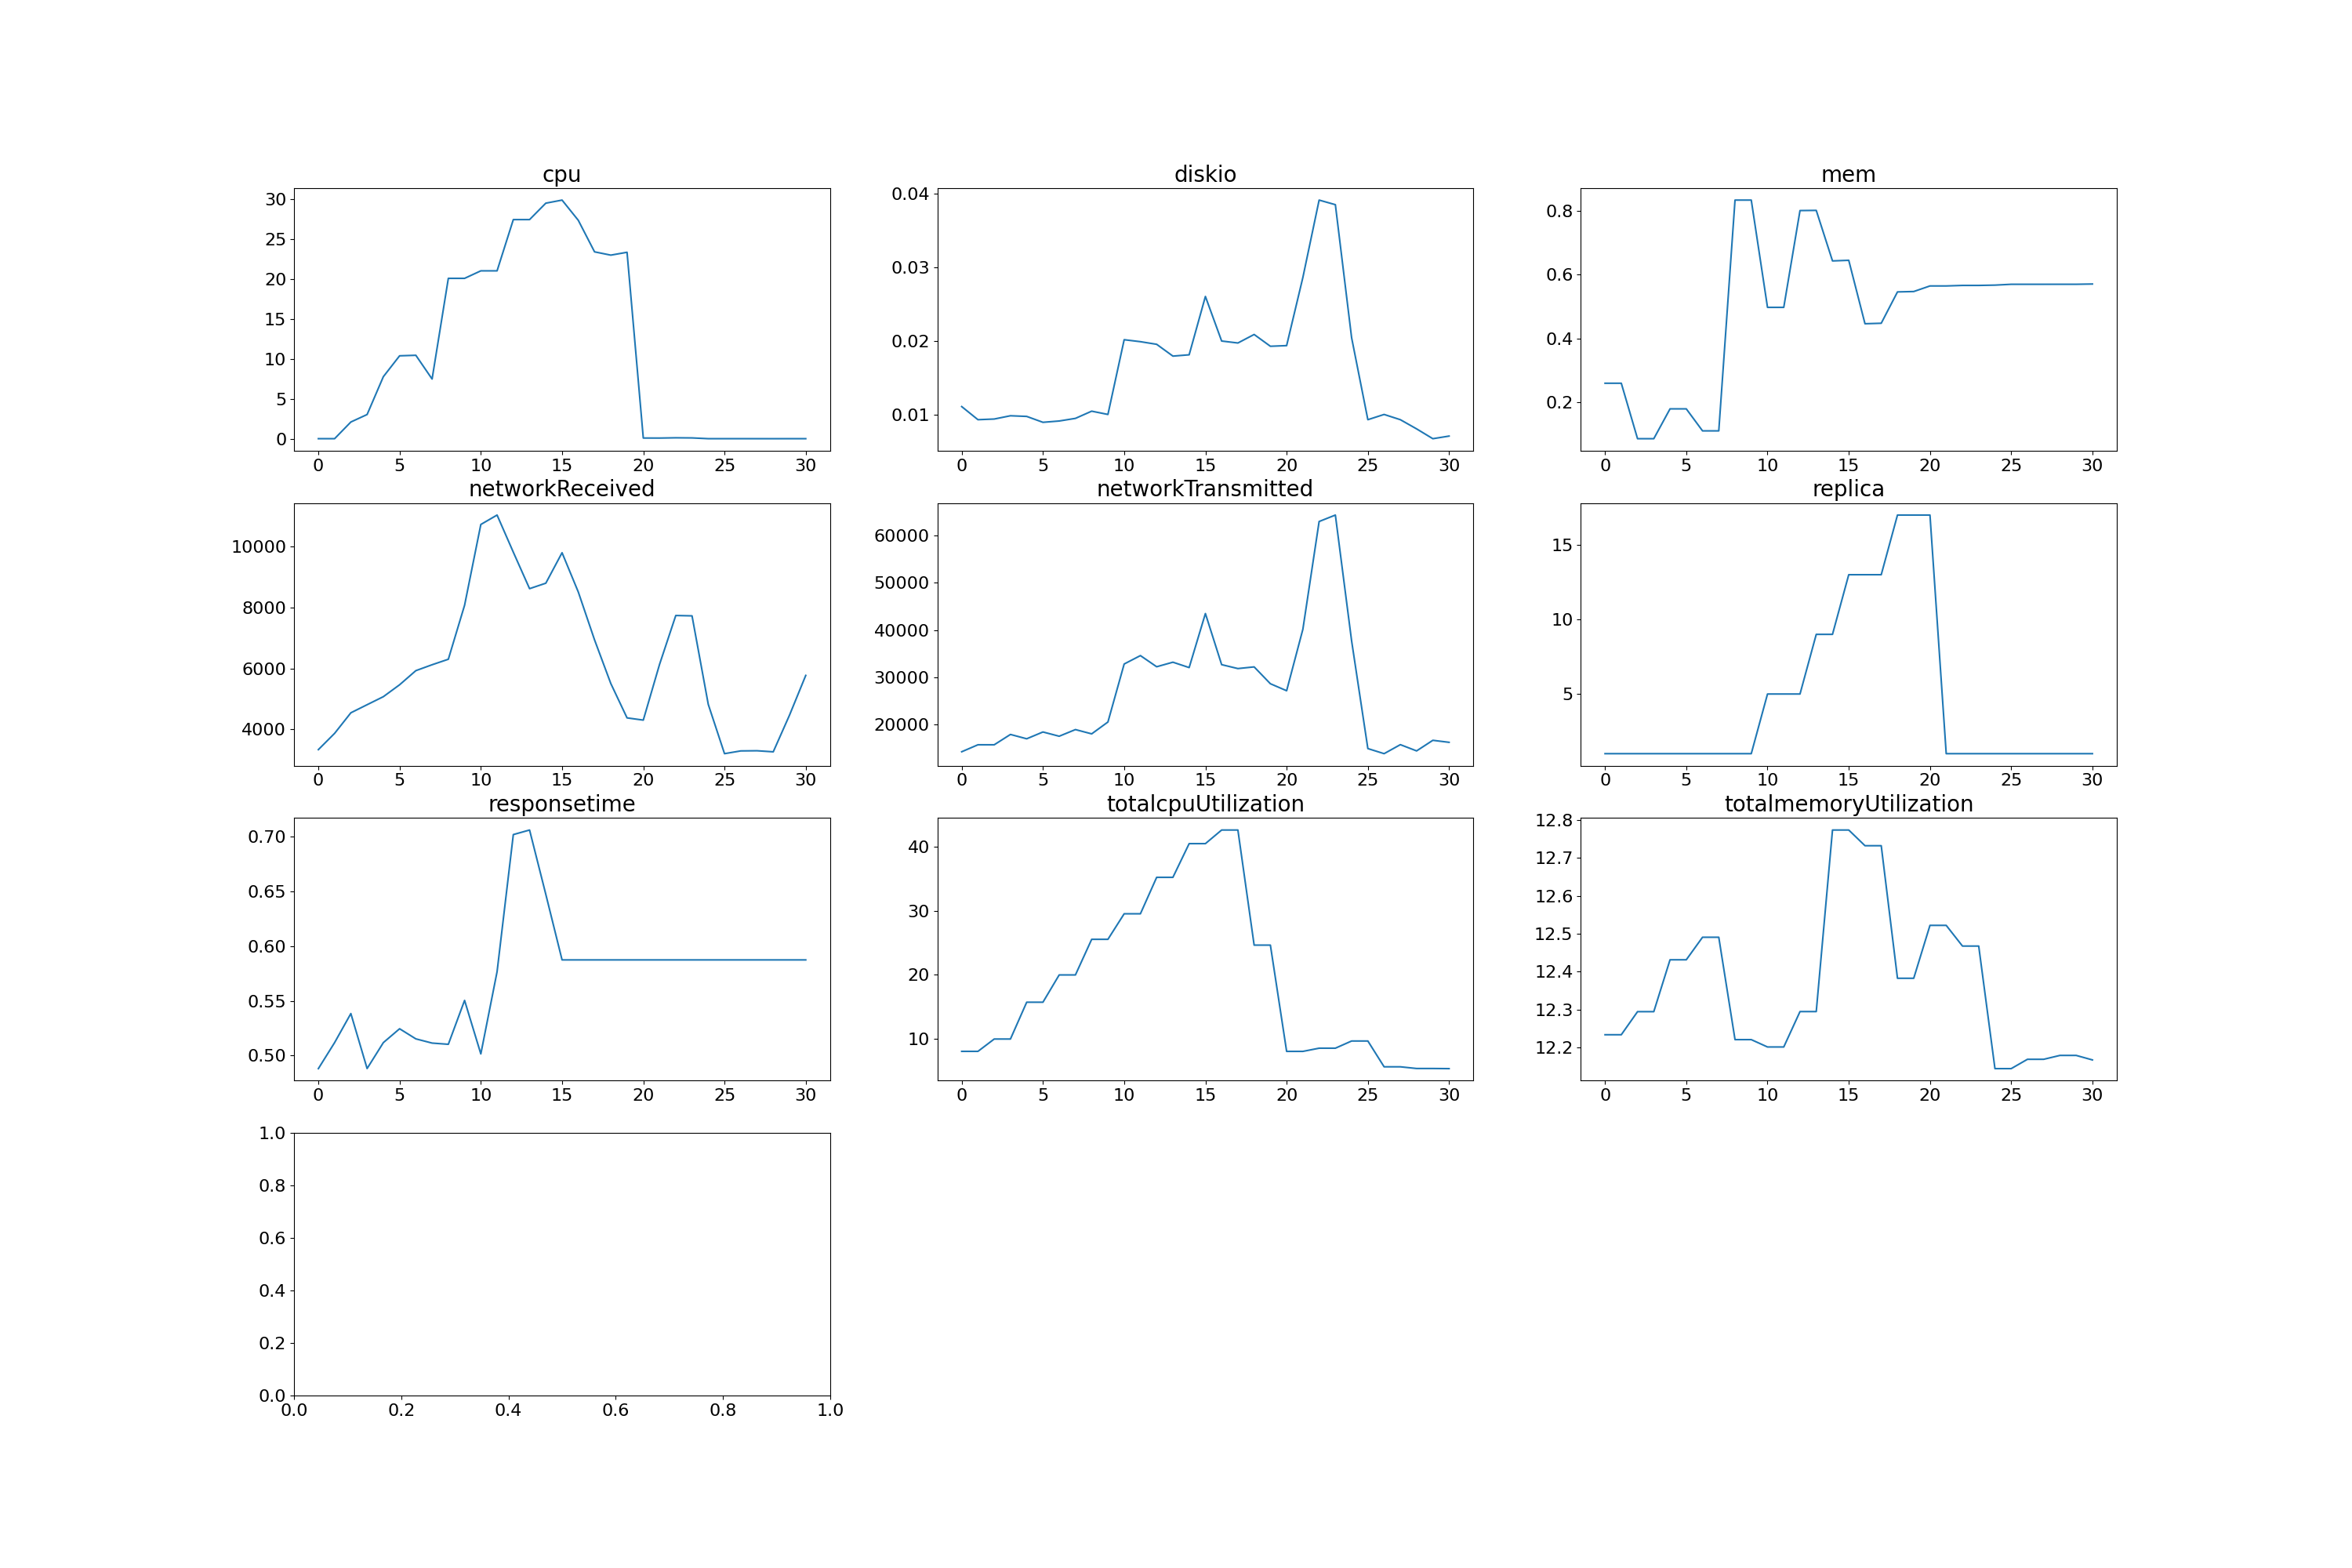 cpu
30
25
20
15
10
5
0
0 5 10 15 20 25 30
diskio
0.04
0.03
0.02
0.01
0 5 10 15 20 25 30
mem
0.8
0.6
0.4
0.2
0 5 10 15 20 25 30
networkReceived
10000
8000
6000
4000
0 5 10 15 20 25 30
networkTransmitted
60000
50000
40000
30000
20000
0 5 10 15 20 25 30
replica
15
10
5
0 5 10 15 20 25 30
responsetime
0.70
0.65
0.60
0.55
0.50
0 5 10 15 20 25 30
totalcpuUtilization
40
30
20
10
0 5 10 15 20 25 30
totalmemoryUtilization
12.8
12.7
12.6
12.5
12.4
12.3
12.2
0 5 10 15 20 25 30
1.0
0.8
0.6
0.4
0.2
0.0
0.0 0.2 0.4 0.6 0.8 1.0